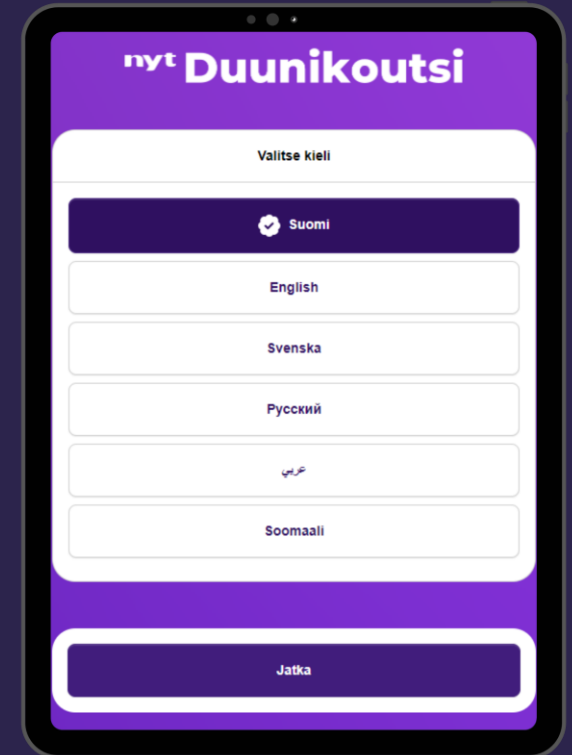 nyt Duunikoutsi
Valitse kieli
Suomi
English
Svenska
Русский
عربي
Soomaali
Jatka